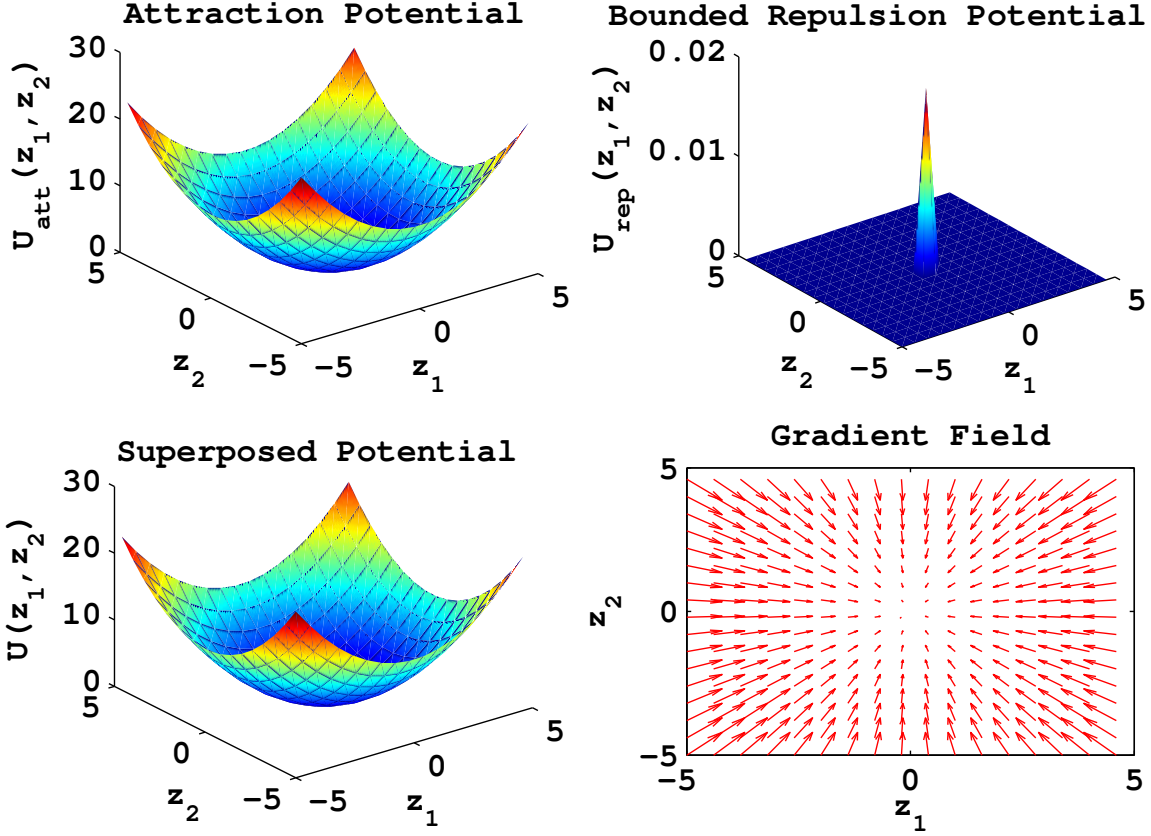 Attraction Potential
U_att(z_1,z_2)
30
20
10
0
5
0
−5
z_2
−5
0
5
z_1
Bounded Repulsion Potential
U_rep(z_1,z_2)
0.02
0.01
0
5
0
−5
z_2
−5
0
5
z_1
Superposed Potential
U(z_1,z_2)
30
20
10
0
5
0
−5
z_2
−5
0
5
z_1
Gradient Field
z_2
5
0
−5
−5
0
5
z_1